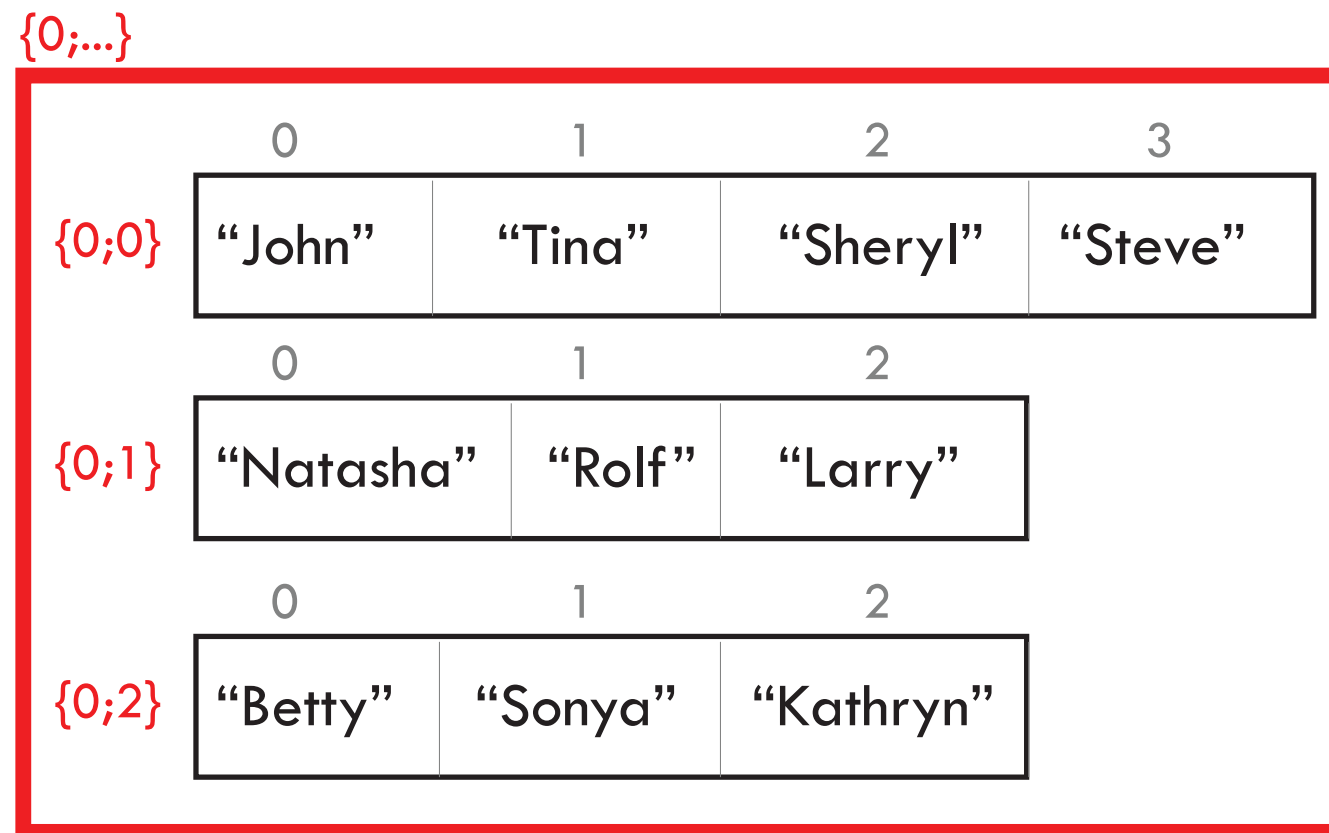 {0;...}
0 1 2 3
{0;0} “John” “Tina” “Sheryl” “Steve”
0 1 2
{0;1} “Natasha” “Rolf” “Larry”
0 1 2
{0;2} “Betty” “Sonya” “Kathryn”